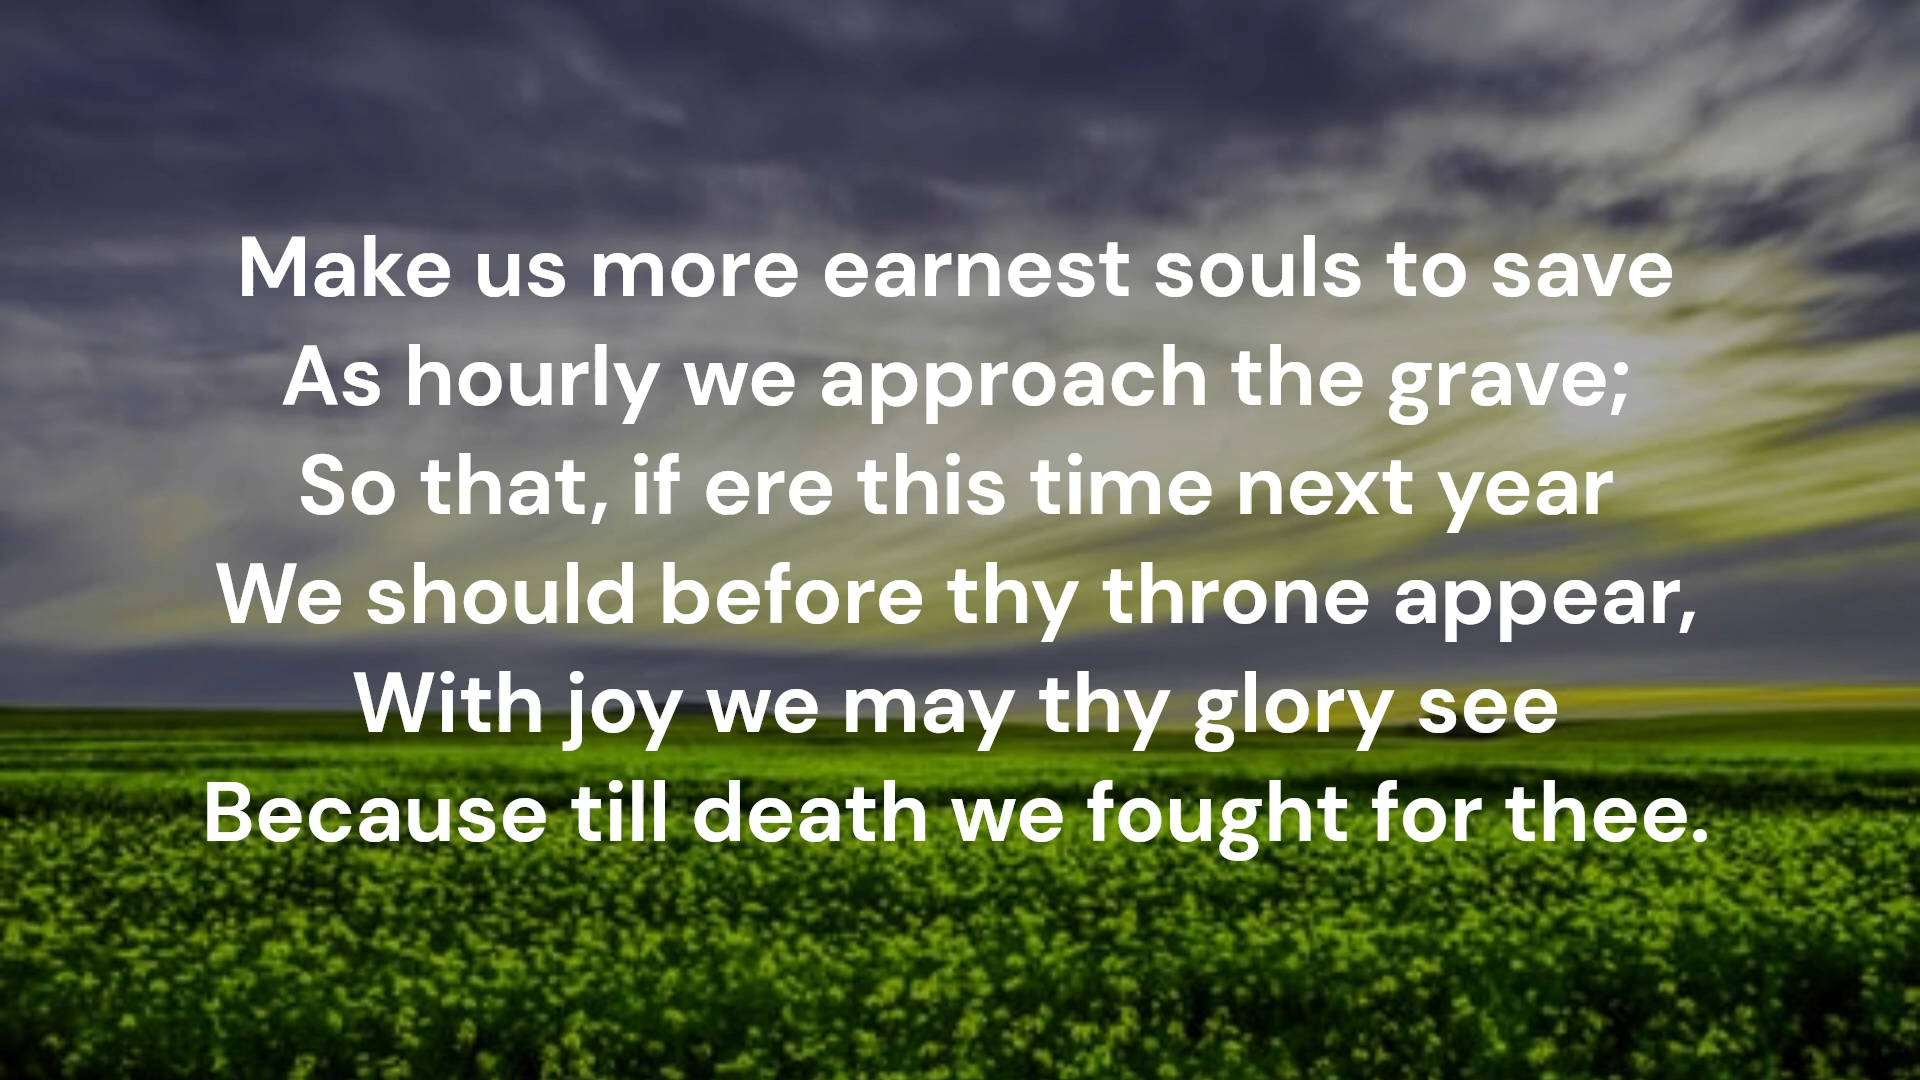 Make us more earnest souls to save
As hourly we approach the grave;
So that, if ere this time next year
We should before thy throne appear,
With joy we may thy glory see
Because till death we fought for thee.